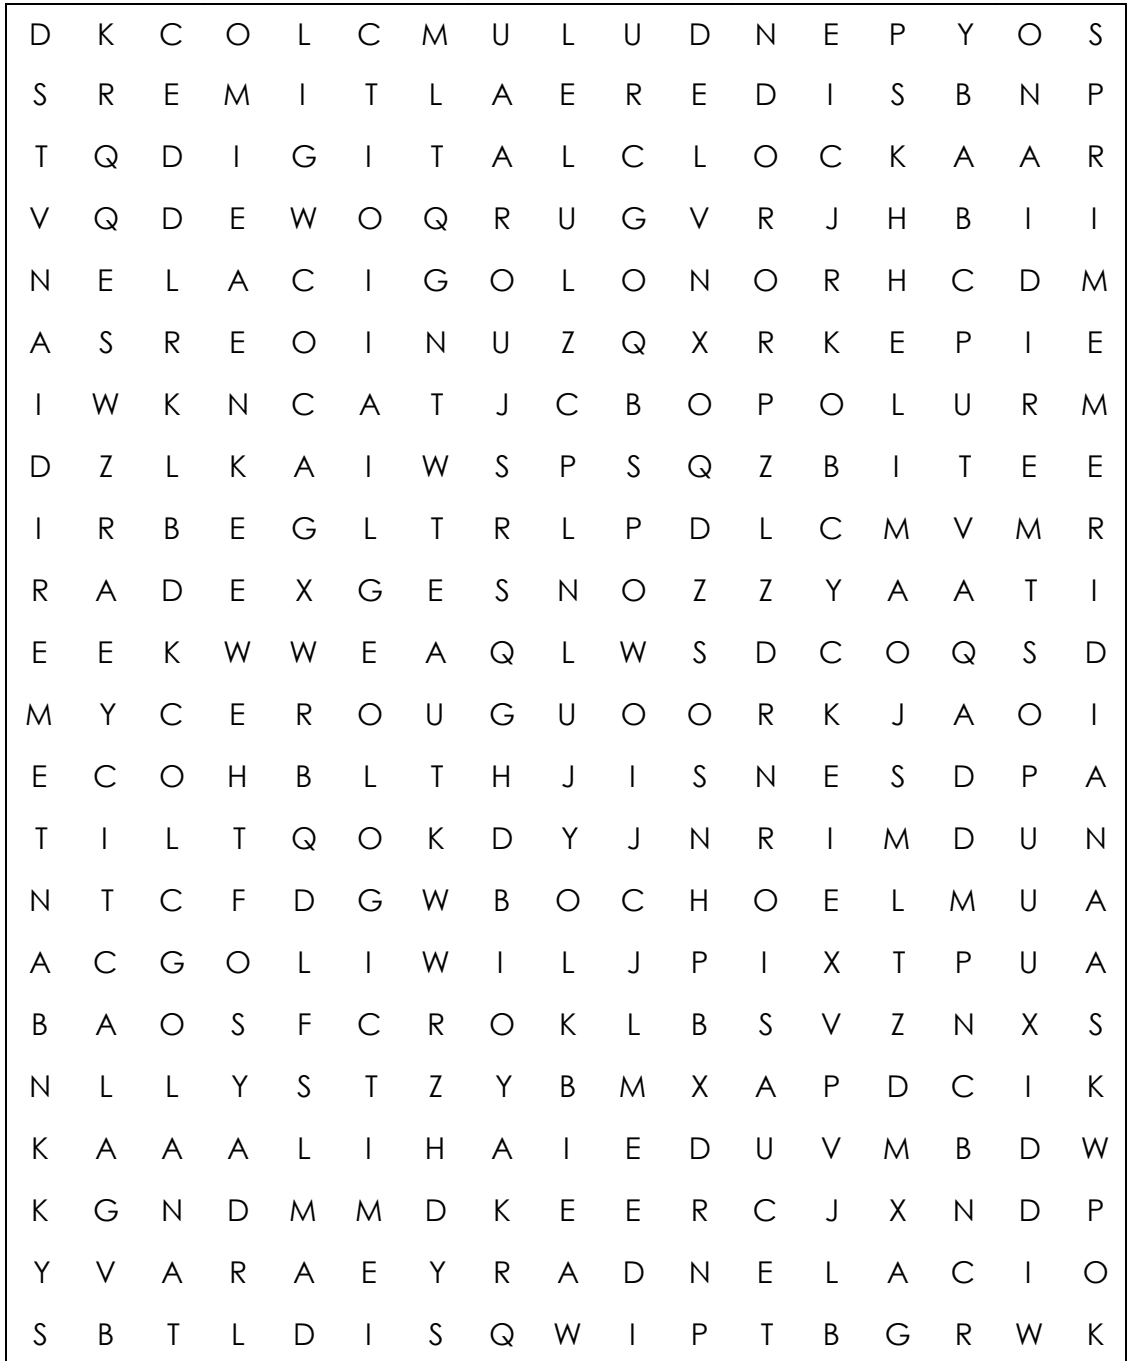 D K C O L C M U L U D N E P Y O S
S R E M I T L A E R E D I S B N P
T Q D I G I T A L C L O C K A A R
V Q D E W O Q R U G V R J H B I I
N E L A C I G O L O N O R H C D M
A S R E O I N U Z Q X R K E P I E
I W K N C A T J C B O P O L U R M
D Z L K A I W S P S Q Z B I T E E
I R B E G L T R L P D L C M V M R
R A D E X G E S N O Z Z Y A A T I
E E K W W E A Q L W S D C O Q S D
M Y C E R O U G U O O R K J A O I
E C O H B L T H J I S N E S D P A
T I L T Q O K D Y J N R I M D U N
N T C F D G W B O C H O E L M U A
A C G O L I W I L J P I X T P U A
B A O S F C R O K L B S V Z N X S
N L L Y S T Z Y B M X A P D C I K
K A A A L I H A I E D U V M B D W
K G N D M M D K E E R C J X N D P
Y V A R A E Y R A D N E L A C I O
S B T L D I S Q W I P T B G R W K